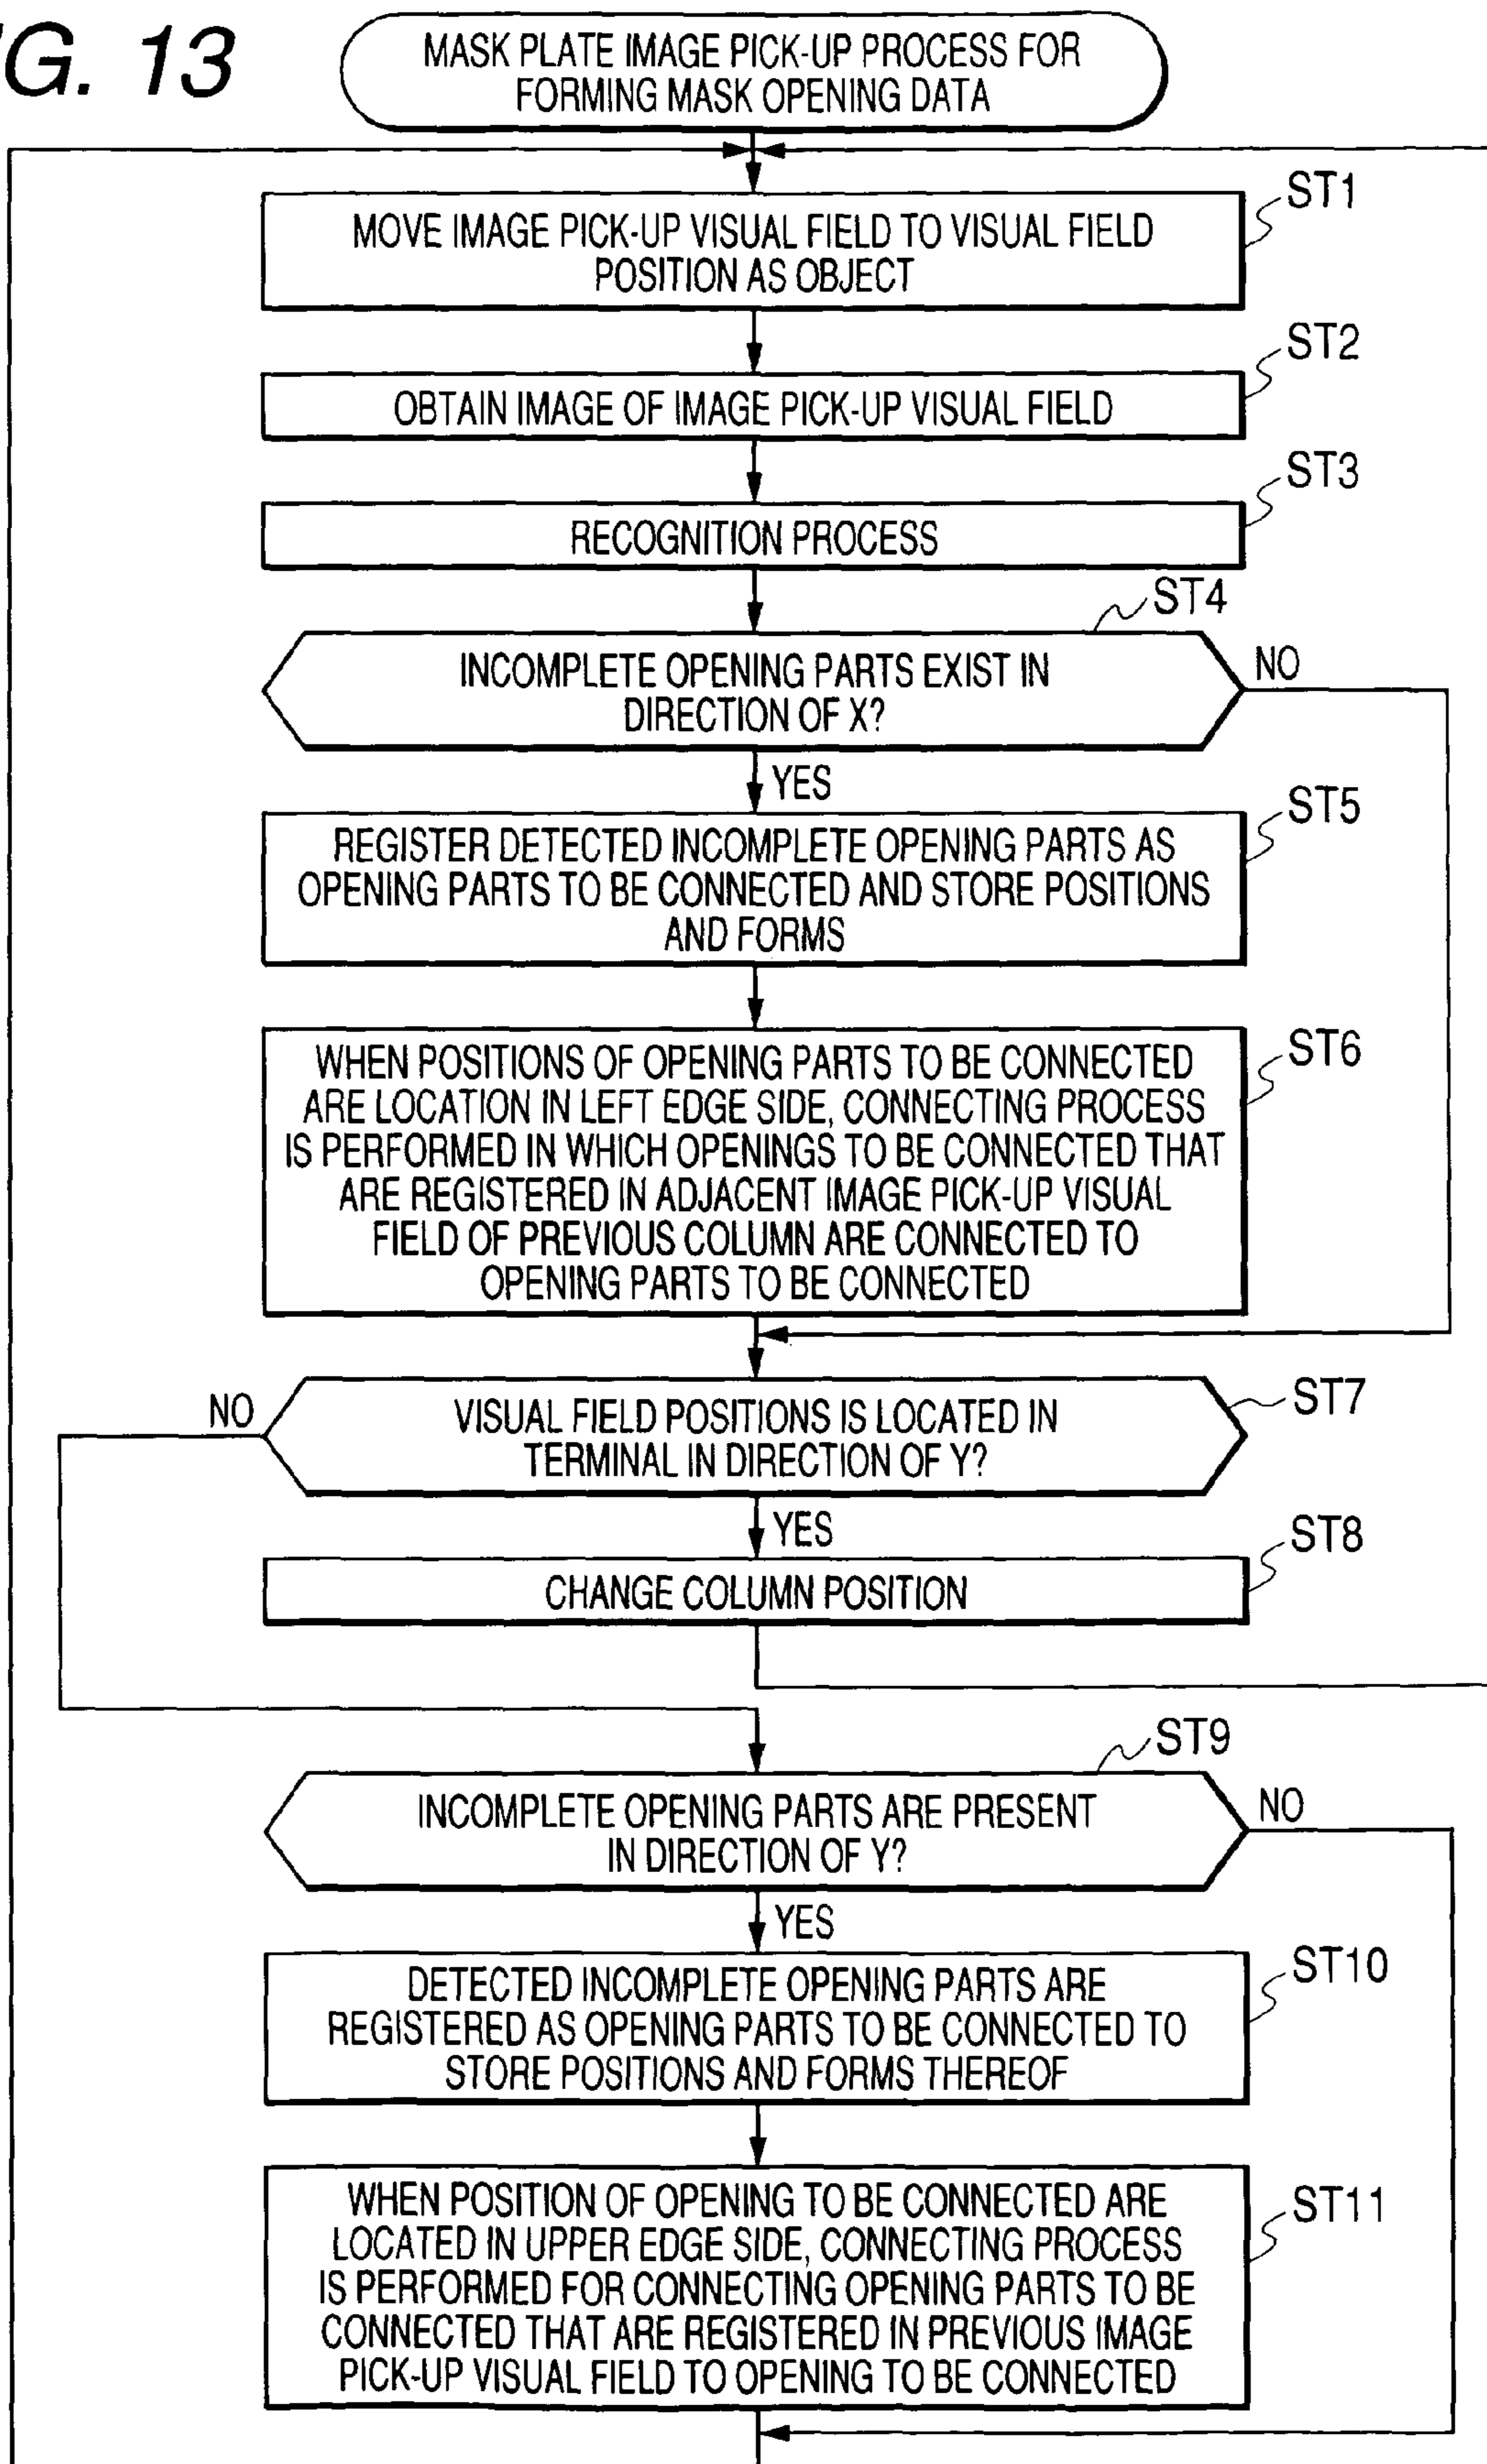 G. 13
MASK PLATE IMAGE PICK-UP PROCESS FOR
FORMING MASK OPENING DATA
ST1
MOVE IMAGE PICK-UP VISUAL FIELD TO VISUAL FIELD
POSITION AS OBJECT
ST2
OBTAIN IMAGE OF IMAGE PICK-UP VISUAL FIELD
ST3
RECOGNITION PROCESS
ST4
INCOMPLETE OPENING PARTS EXIST IN
DIRECTION OF X?
NO
YES
ST5
REGISTER DETECTED INCOMPLETE OPENING PARTS AS
OPENING PARTS TO BE CONNECTED AND STORE POSITIONS
AND FORMS
ST6
WHEN POSITIONS OF OPENING PARTS TO BE CONNECTED
ARE LOCATION IN LEFT EDGE SIDE, CONNECTING PROCESS
IS PERFORMED IN WHICH OPENINGS TO BE CONNECTED THAT
ARE REGISTERED IN ADJACENT IMAGE PICK-UP VISUAL
FIELD OF PREVIOUS COLUMN ARE CONNECTED TO
OPENING PARTS TO BE CONNECTED
ST7
NO
VISUAL FIELD POSITIONS IS LOCATED IN
TERMINAL IN DIRECTION OF Y?
YES
ST8
CHANGE COLUMN POSITION
ST9
INCOMPLETE OPENING PARTS ARE PRESENT
IN DIRECTION OF Y?
NO
YES
ST10
DETECTED INCOMPLETE OPENING PARTS ARE
REGISTERED AS OPENING PARTS TO BE CONNECTED TO
STORE POSITIONS AND FORMS THEREOF
ST11
WHEN POSITION OF OPENING TO BE CONNECTED ARE
LOCATED IN UPPER EDGE SIDE, CONNECTING PROCESS
IS PERFORMED FOR CONNECTING OPENING PARTS TO BE
CONNECTED THAT ARE REGISTERED IN PREVIOUS IMAGE
PICK-UP VISUAL FIELD TO OPENING TO BE CONNECTED